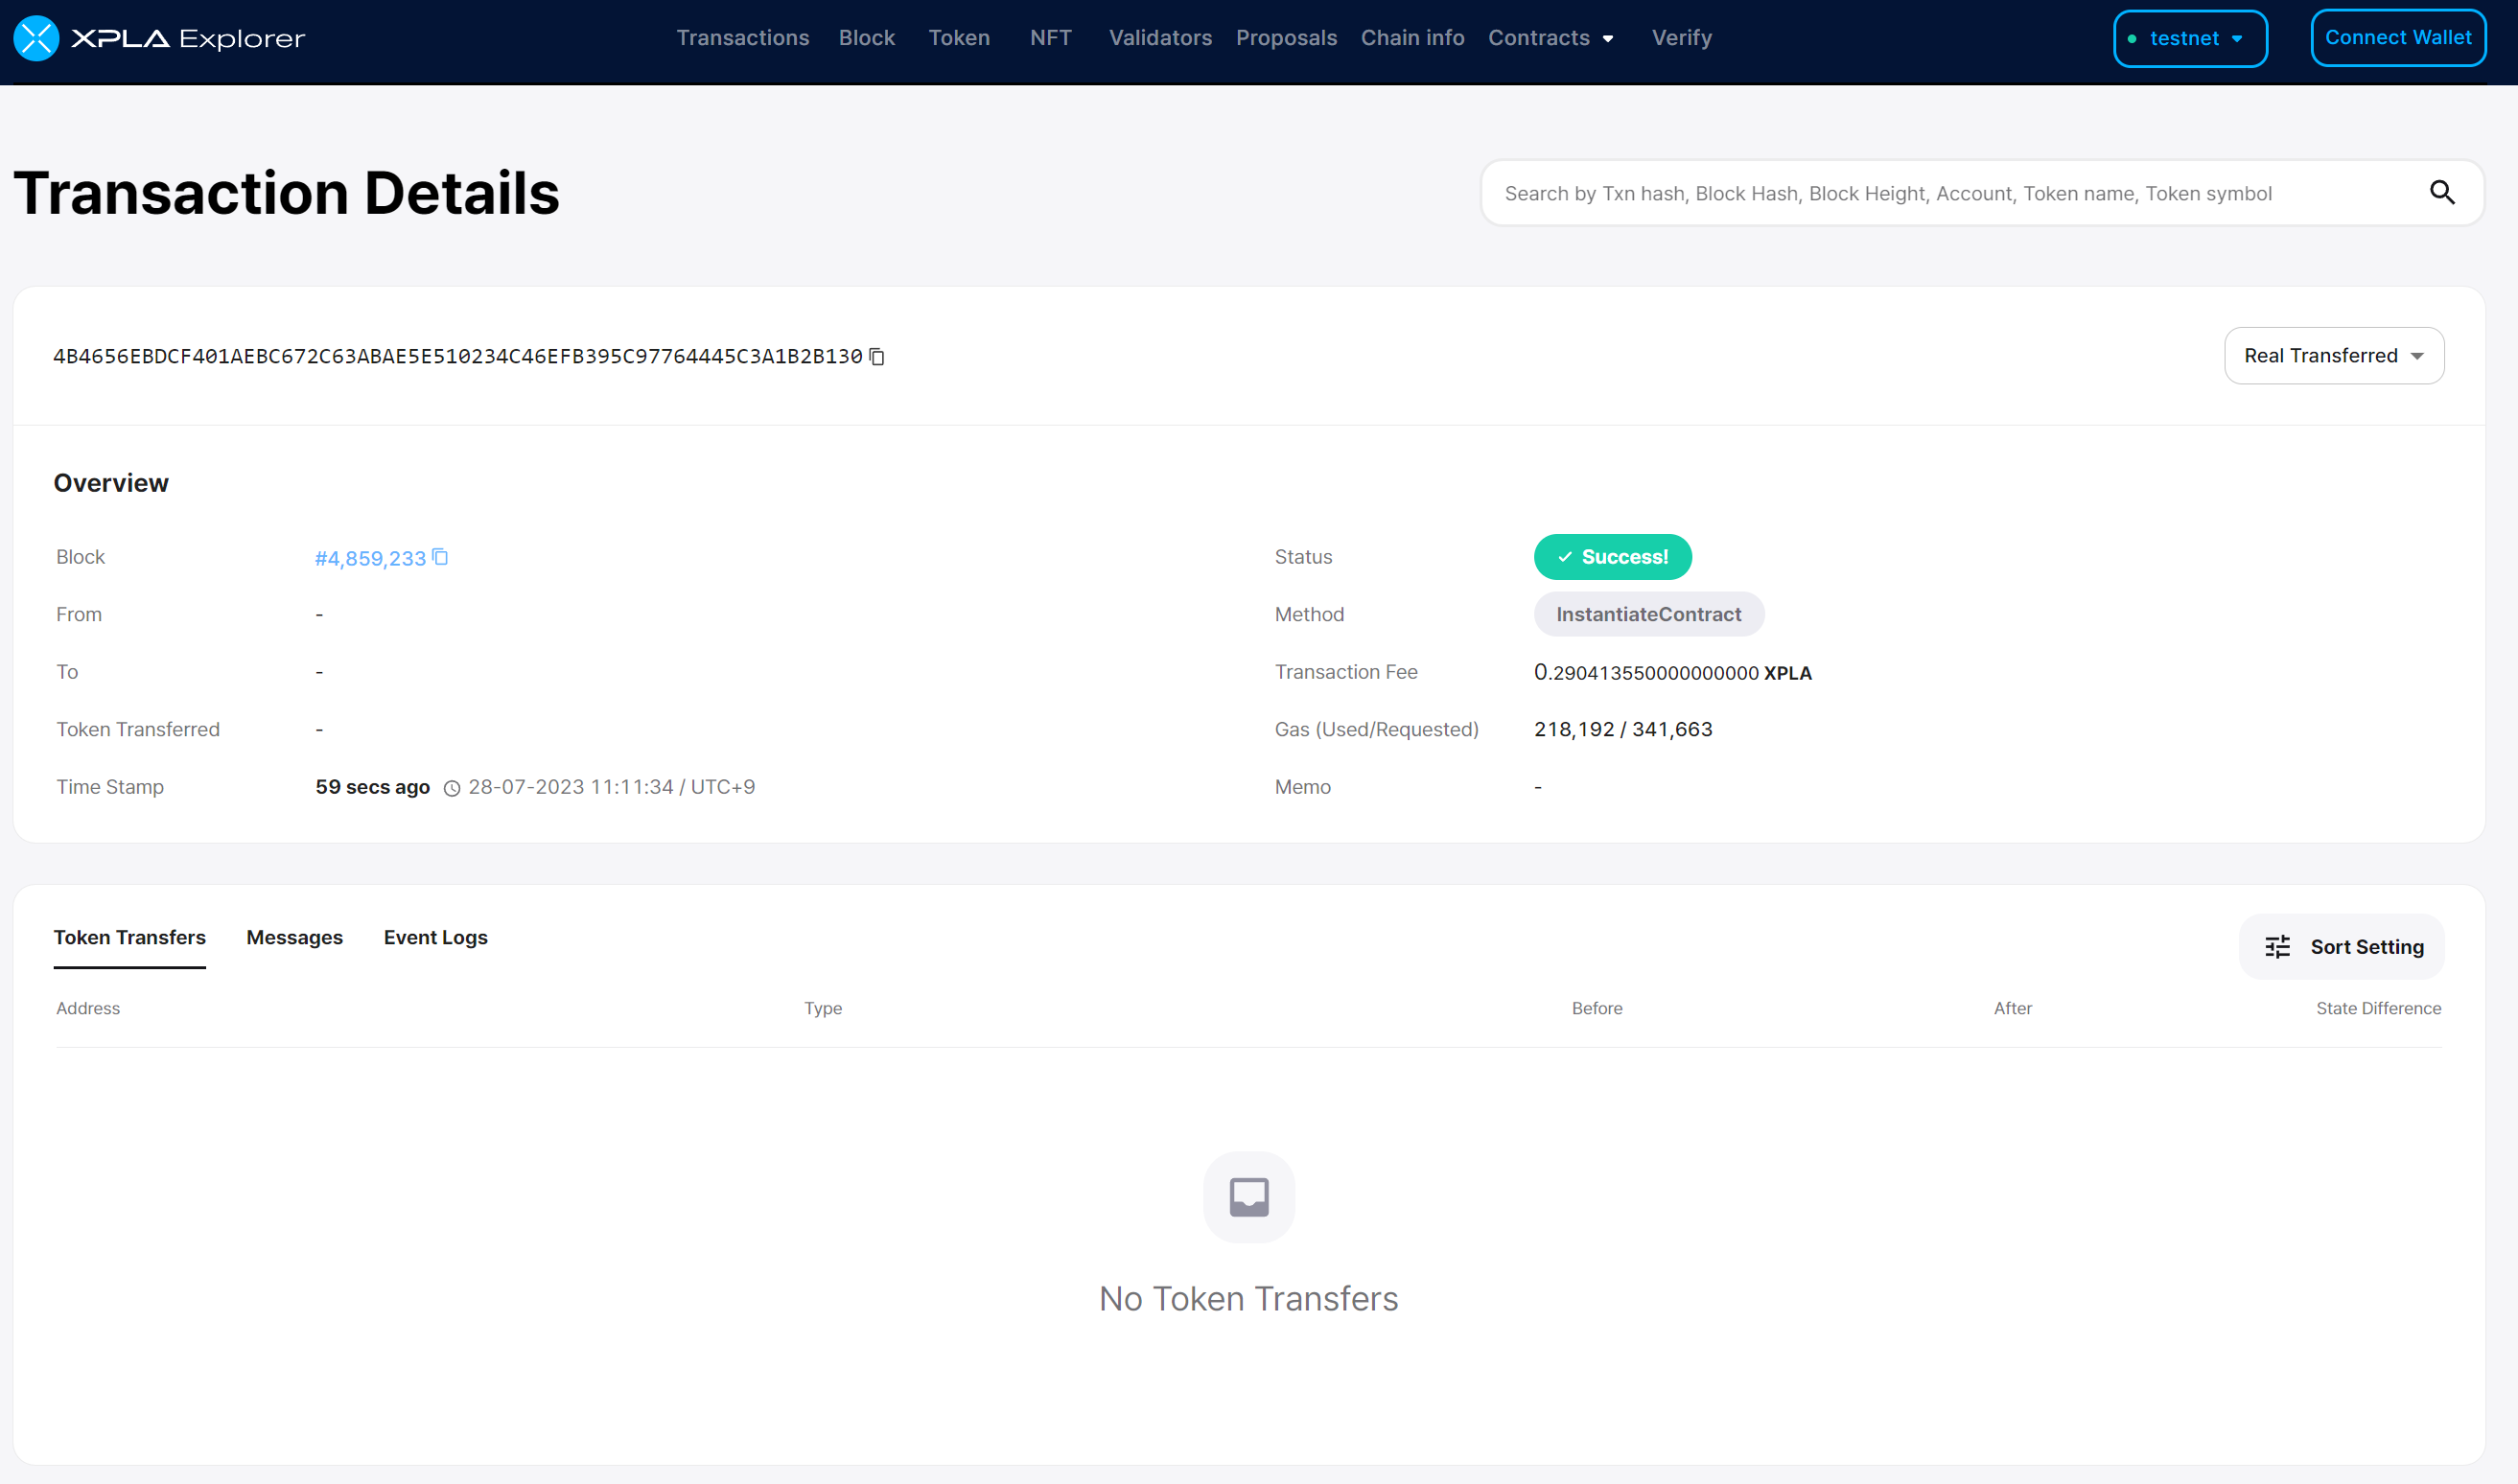 XPLA Explorer Transactions Block Token NFT Validators Proposals Chain info Contracts Verify testnet Connect Wallet
Transaction Details
Search by Txn hash, Block Hash, Block Height, Account, Token name, Token symbol
4B4656EBDCF401AEBC672C63ABAE5E510234C46EFB395C97764445C3A1B2B130
Real Transferred
Overview
Block #4,859,233
Status Success!
From -
Method InstantiateContract
To -
Transaction Fee 0.290413550000000000 XPLA
Token Transferred -
Gas (Used/Requested) 218,192 / 341,663
Time Stamp 59 secs ago 28-07-2023 11:11:34 / UTC+9
Memo -
Token Transfers Messages Event Logs
Sort Setting
Address Type Before After State Difference
No Token Transfers